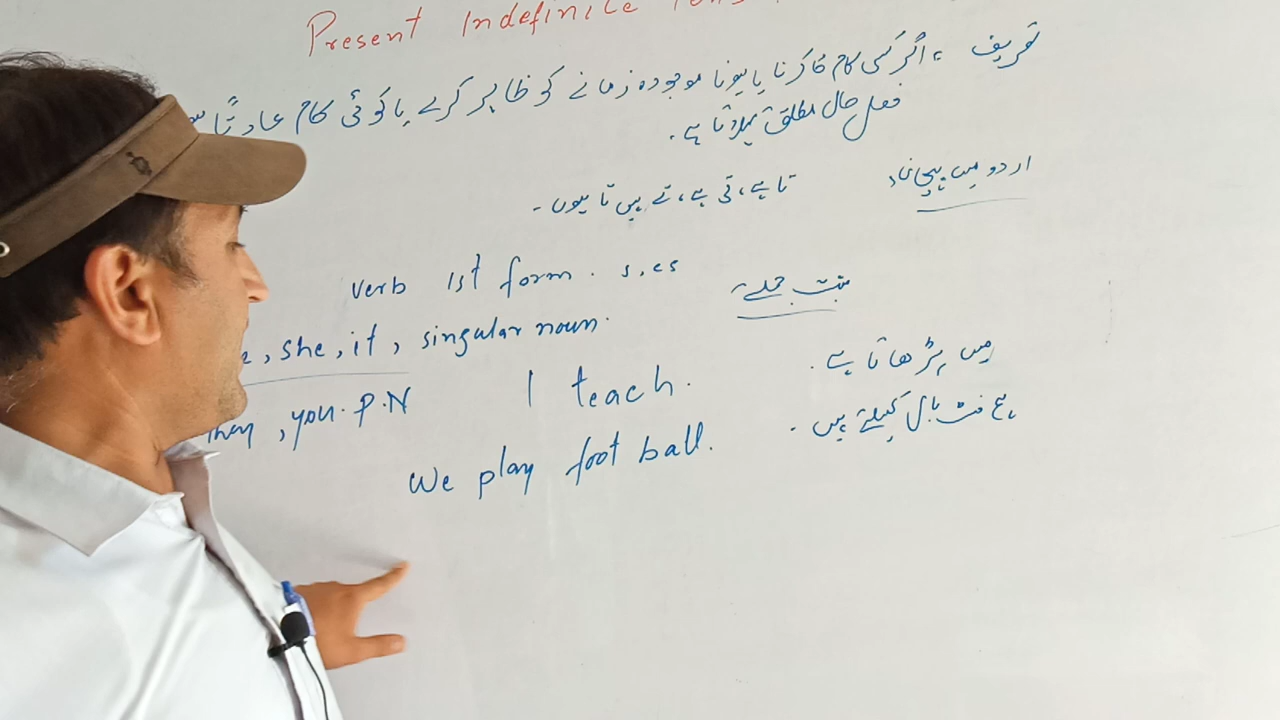 Present Indefinite Tens
تعریف ، اگر کسی کام کا کرنا یا ہونا موجودہ زمانے کو ظاہر کرے یا کوئی کام عادتاً
فعل حال مطلق کہلاتا ہے ۔
اردو میں پہچان
تا ہے ، تی ہے ، تے ہیں تا ہوں ۔
verb 1st form . s, es
she, it, singular noun.
مثبت جملے ۔
They, you. P.N
I teach.
میں پڑھاتا ہے .
We play foot ball.
ہم فٹ بال کھیلتے ہیں .